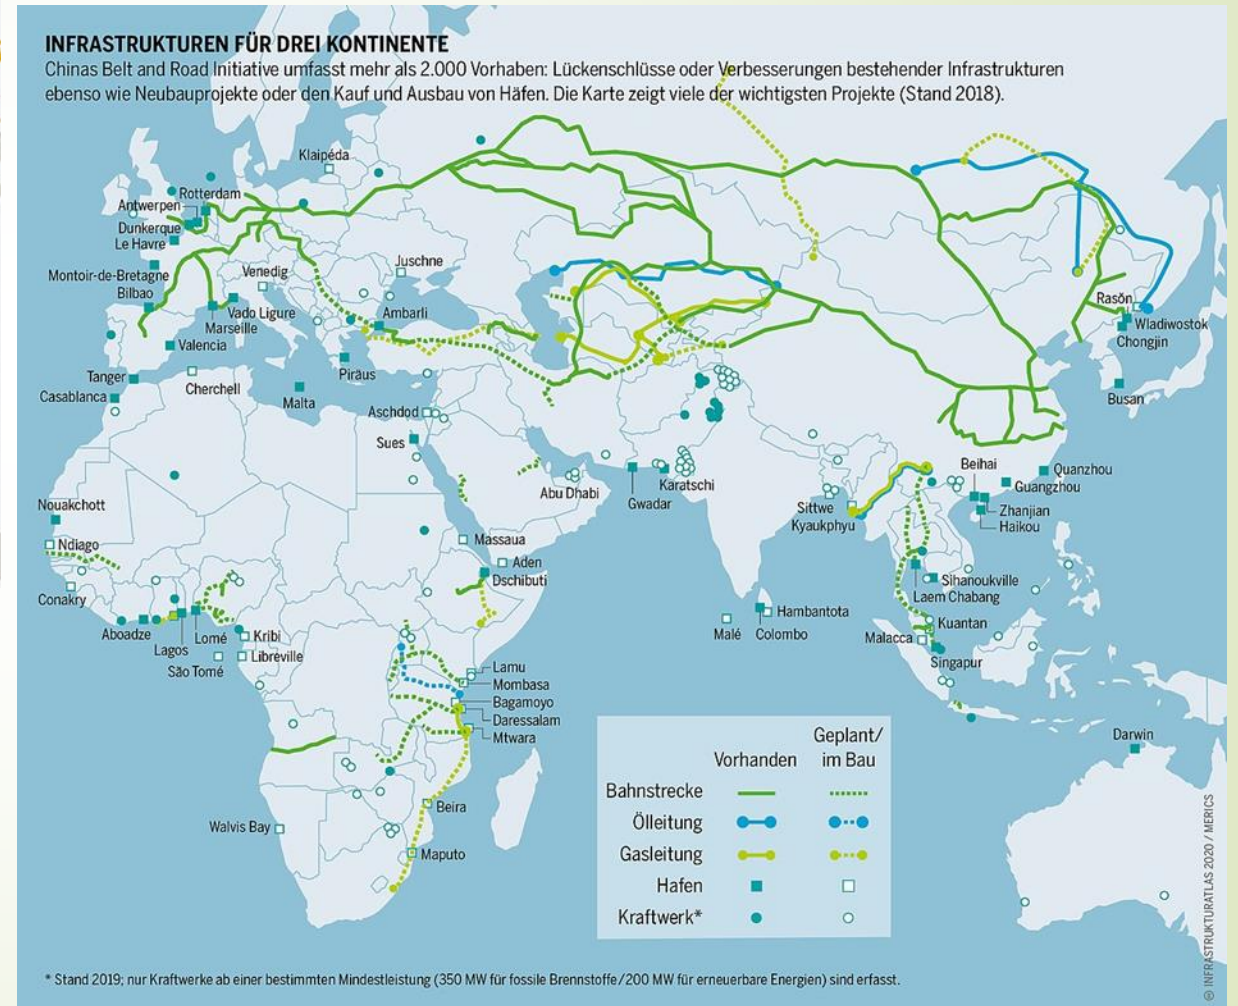 INFRASTRUKTUREN FÜR DREI KONTINENTE
Chinas Belt and Road Initiative umfasst mehr als 2.000 Vorhaben: Lückenschlüsse oder Verbesserungen bestehender Infrastrukturen
ebenso wie Neubauprojekte oder den Kauf und Ausbau von Häfen. Die Karte zeigt viele der wichtigsten Projekte (Stand 2018).
Klaipéda
Rotterdam
Antwerpen
Dunkerque
Le Havre
Montoir-de-Bretagne
Bilbao
Venedig
Juschne
Vado Ligure
Ambarli
Marseille
Valencia
Piräus
Tanger
Cherchell
Malta
Casablanca
Aschdod
Sues
Rasŏn
Wladiwostok
Chongjin
Busan
Abu Dhabi
Gwadar
Karatschi
Sittwe
Kyaukphyu
Beihai
Quanzhou
Guangzhou
Zhanjian
Haikou
Nouakchott
Ndiago
Conakry
Massaua
Aden
Dschibuti
Aboadze
Lagos
Lomé
Kribi
Libreville
São Tomé
Malé
Colombo
Hambantota
Sihanoukville
Laem Chabang
Kuantan
Malacca
Singapur
Lamu
Mombasa
Bagamoyo
Daressalam
Mtwara
Beira
Maputo
Walvis Bay
Darwin
Vorhanden
Geplant/
im Bau
Bahnstrecke
Ölleitung
Gasleitung
Hafen
Kraftwerk*
* Stand 2019; nur Kraftwerke ab einer bestimmten Mindestleistung (350 MW für fossile Brennstoffe/200 MW für erneuerbare Energien) sind erfasst.
© INFRASTRUKTURATLAS 2020 / MERICS